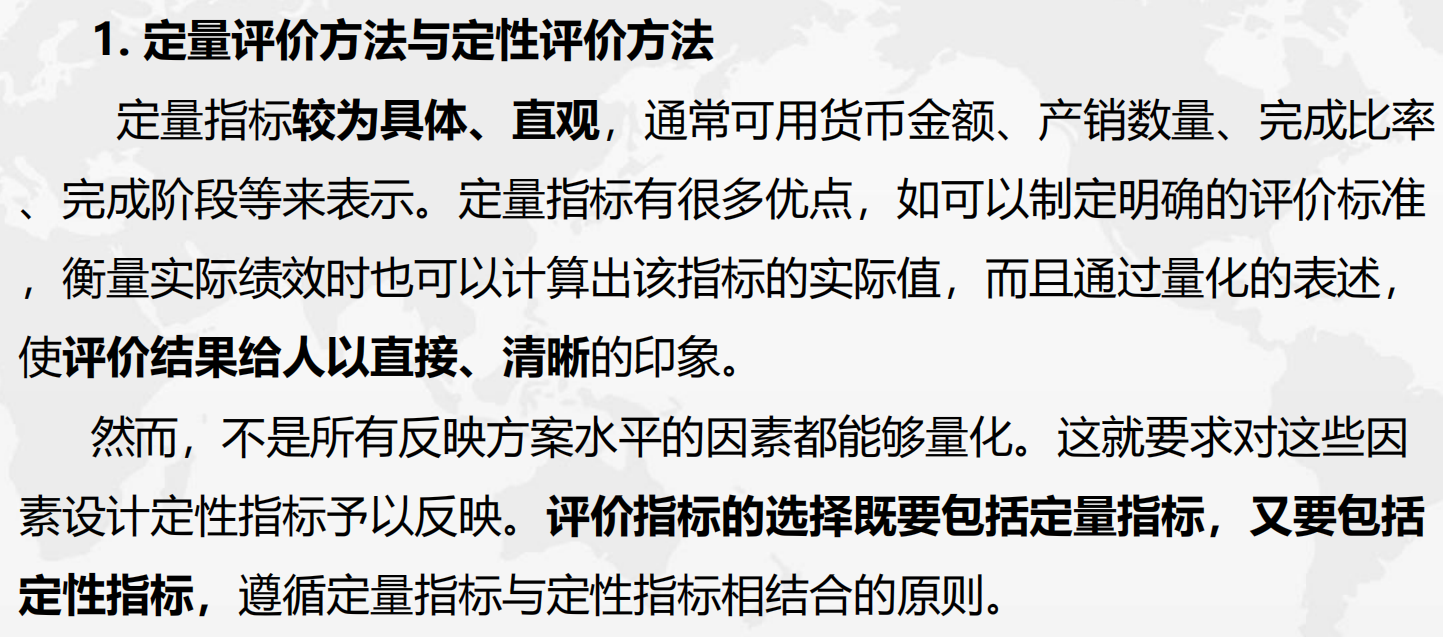 1. 定量评价方法与定性评价方法
定量指标较为具体、直观，通常可用货币金额、产销数量、完成比率
、完成阶段等来表示。定量指标有很多优点，如可以制定明确的评价标准
，衡量实际绩效时也可以计算出该指标的实际值，而且通过量化的表述，
使评价结果给人以直接、清晰的印象。
然而，不是所有反映方案水平的因素都能够量化。这就要求对这些因
素设计定性指标予以反映。评价指标的选择既要包括定量指标，又要包括
定性指标，遵循定量指标与定性指标相结合的原则。